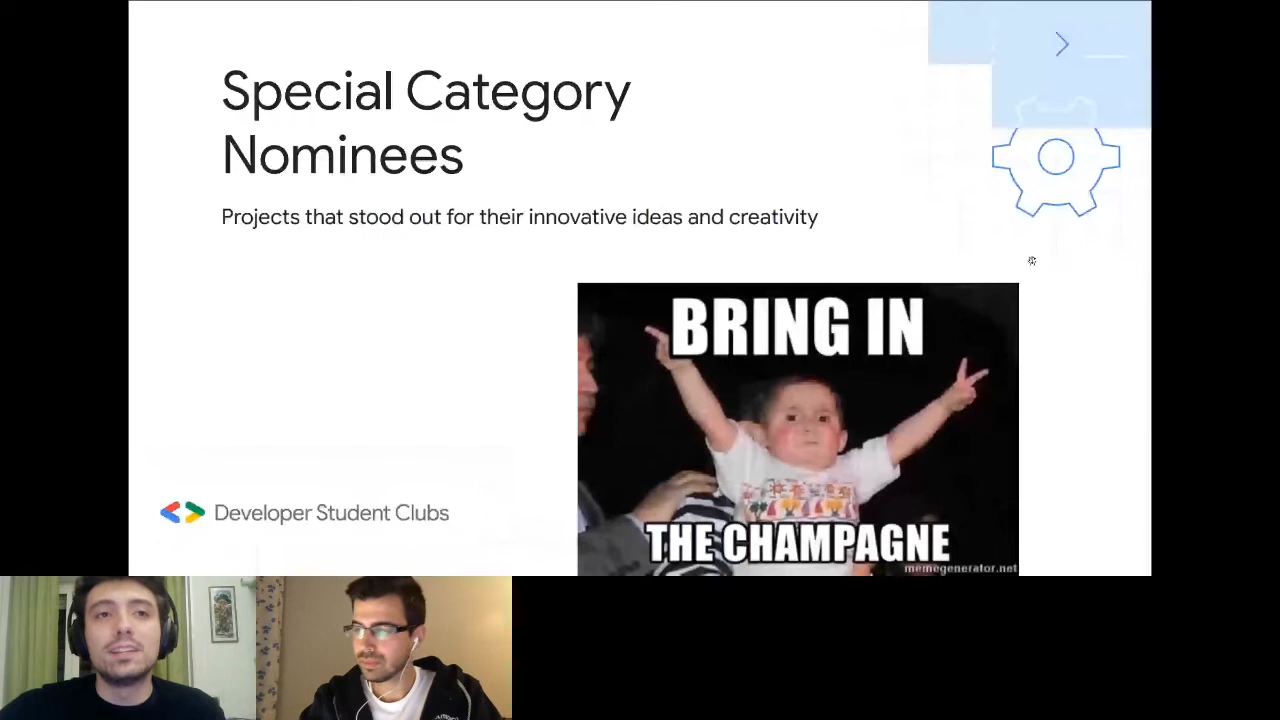 Special Category
Nominees
Projects that stood out for their innovative ideas and creativity
BRING IN
THE CHAMPAGNE
memegenerator.net
Developer Student Clubs